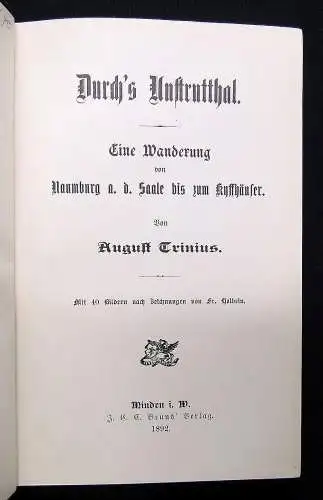 Durch's Unstrutthal.
Eine Wanderung
von
Naumburg a. d. Saale bis zum Kyffhäuser.
Von
August Trinius.
Mit 40 Bildern nach Zeichnungen von Fr. Holbein.
Minden i. W.
J. C. C. Bruns' Verlag.
1892.